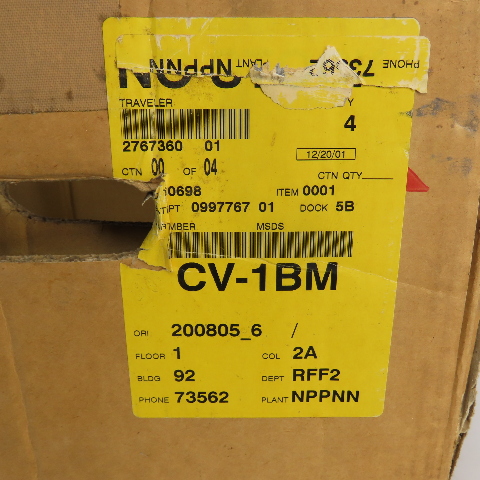 PHONE 73562
PLANT NPPNN
TRAVELER
4
2767360 01
12/20/01
CTN 00 OF 04 CTN QTY
10698 ITEM 0001
0997767 01 DOCK 5B
MSDS
CV-1BM
ORI 200805_6 /
FLOOR 1 COL 2A
BLDG 92 DEPT RFF2
PHONE 73562 PLANT NPPNN